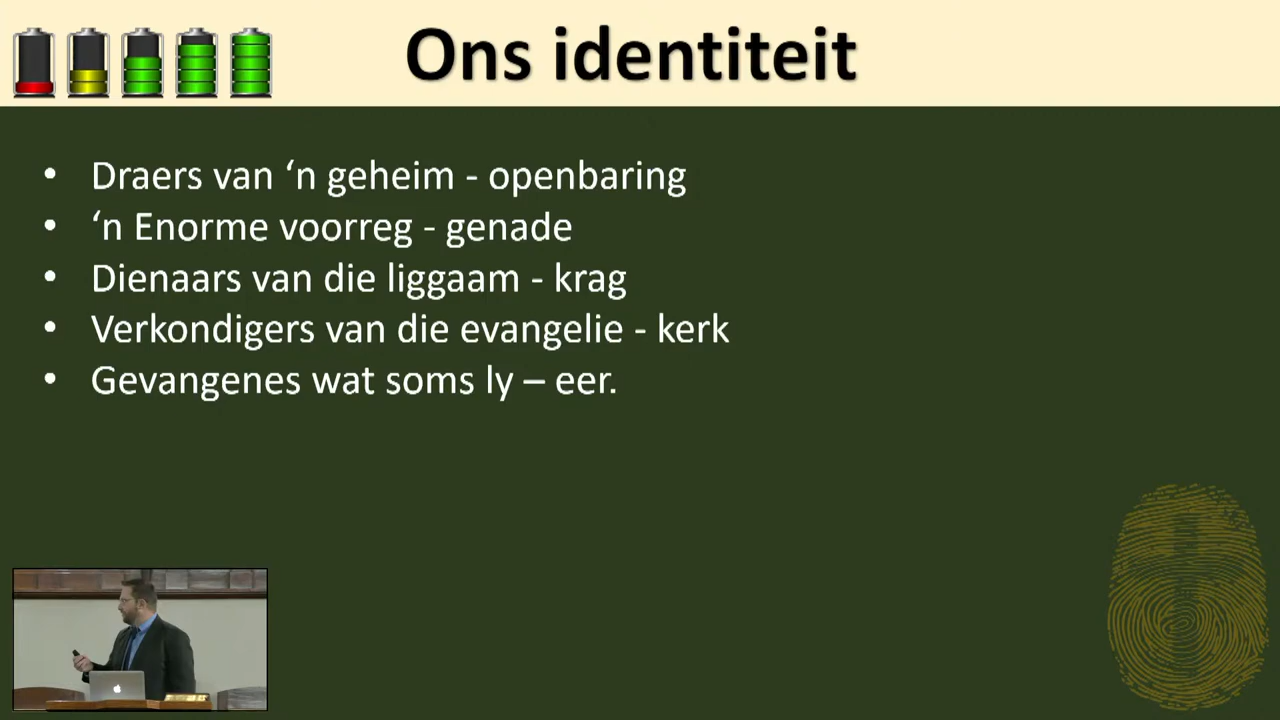 Ons identiteit
• Draers van ‘n geheim - openbaring
• ‘n Enorme voorreg - genade
• Dienaars van die liggaam - krag
• Verkondigers van die evangelie - kerk
• Gevangenes wat soms ly – eer.